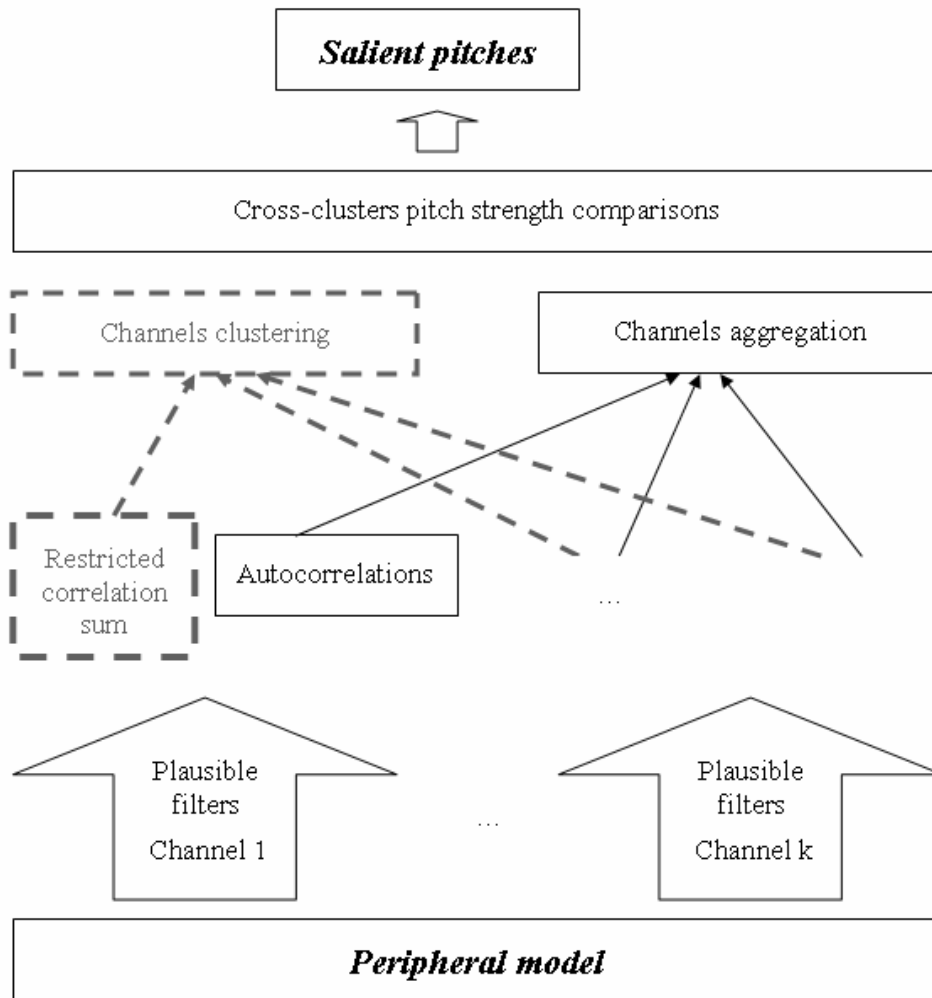 Salient pitches
Cross-clusters pitch strength comparisons
Channels clustering
Channels aggregation
Restricted
correlation
sum
Autocorrelations
...
Plausible
filters
Channel 1
...
Plausible
filters
Channel k
Peripheral model